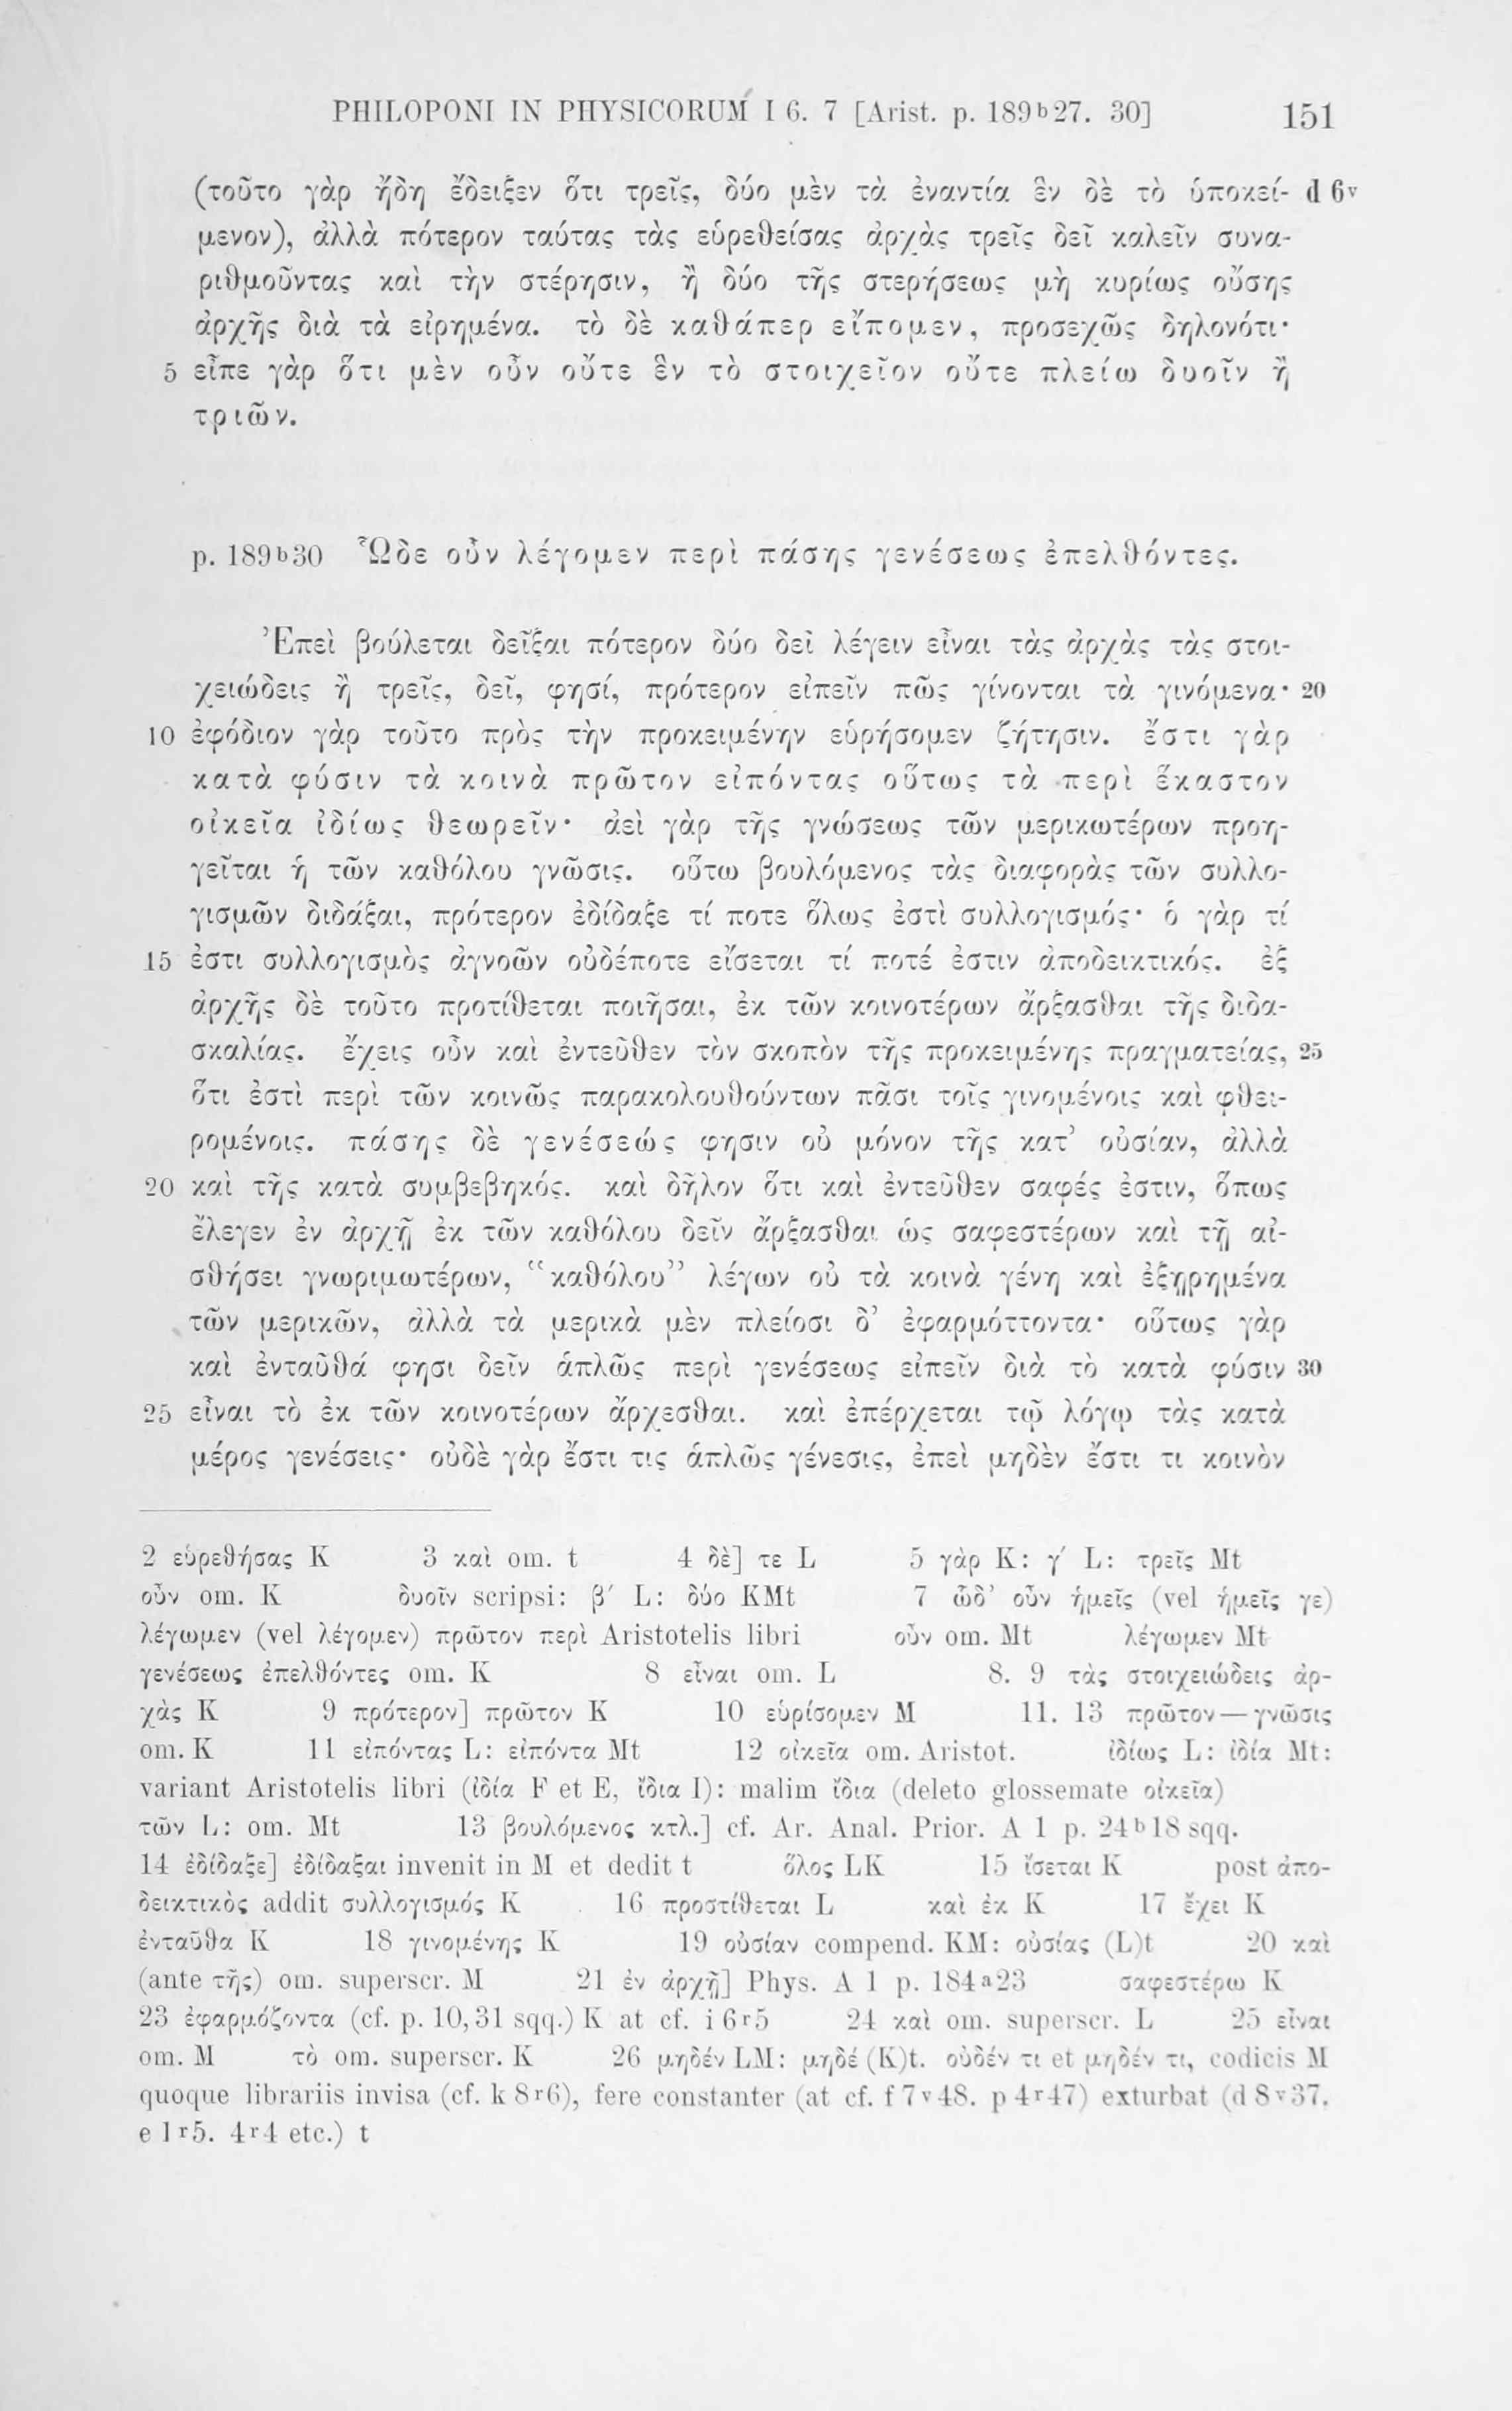 PHILOPONI IN PHYSICORUM I 6. 7 [Arist. p. 189ᵇ27. 30] 151
(τοῦτο γὰρ ἤδη ἔδειξεν ὅτι τρεῖς, δύο μὲν τὰ ἐναντία ἓν δὲ τὸ ὑποκεί- d 6ᵛ
μενον), ἀλλὰ πότερον ταύτας τὰς εὑρεθείσας ἀρχὰς τρεῖς δεῖ καλεῖν συνα-
ριθμοῦντας καὶ τὴν στέρησιν, ἢ δύο τῆς στερήσεως μὴ κυρίως οὔσης
ἀρχῆς διὰ τὰ εἰρημένα. τὸ δὲ καθάπερ εἴπομεν, προσεχῶς δηλονότι·
5 εἶπε γὰρ ὅτι μὲν οὖν οὔτε ἓν τὸ στοιχεῖον οὔτε πλείω δυοῖν ἢ
τριῶν.
p. 189ᵇ30 Ὧδε οὖν λέγομεν περὶ πάσης γενέσεως ἐπελθόντες.
Ἐπεὶ βούλεται δεῖξαι πότερον δύο δεῖ λέγειν εἶναι τὰς ἀρχὰς τὰς στοι-
χειώδεις ἢ τρεῖς, δεῖ, φησί, πρότερον εἰπεῖν πῶς γίνονται τὰ γινόμενα· 20
10 ἐφόδιον γὰρ τοῦτο πρὸς τὴν προκειμένην εὑρήσομεν ζήτησιν. ἔστι γὰρ
κατὰ φύσιν τὰ κοινὰ πρῶτον εἰπόντας οὕτως τὰ περὶ ἕκαστον
οἰκεῖα ἰδίως θεωρεῖν· ἀεὶ γὰρ τῆς γνώσεως τῶν μερικωτέρων προη-
γεῖται ἡ τῶν καθόλου γνῶσις. οὕτω βουλόμενος τὰς διαφορὰς τῶν συλλο-
γισμῶν διδάξαι, πρότερον ἐδίδαξε τί ποτε ὅλως ἐστὶ συλλογισμός· ὁ γὰρ τί
15 ἐστι συλλογισμὸς ἀγνοῶν οὐδέποτε εἴσεται τί ποτέ ἐστιν ἀποδεικτικός. ἐξ
ἀρχῆς δὲ τοῦτο προτίθεται ποιῆσαι, ἐκ τῶν κοινοτέρων ἄρξασθαι τῆς διδα-
σκαλίας. ἔχεις οὖν καὶ ἐντεῦθεν τὸν σκοπὸν τῆς προκειμένης πραγματείας, 25
ὅτι ἐστὶ περὶ τῶν κοινῶς παρακολουθούντων πᾶσι τοῖς γινομένοις καὶ φθει-
ρομένοις. πάσης δὲ γενέσεώς φησιν οὐ μόνον τῆς κατ’ οὐσίαν, ἀλλὰ
20 καὶ τῆς κατὰ συμβεβηκός. καὶ δῆλον ὅτι καὶ ἐντεῦθεν σαφές ἐστιν, ὅπως
ἔλεγεν ἐν ἀρχῇ ἐκ τῶν καθόλου δεῖν ἄρξασθαι ὡς σαφεστέρων καὶ τῇ αἰ-
σθήσει γνωριμωτέρων, “καθόλου” λέγων οὐ τὰ κοινὰ γένη καὶ ἐξῃρημένα
τῶν μερικῶν, ἀλλὰ τὰ μερικὰ μὲν πλείοσι δ’ ἐφαρμόττοντα· οὕτως γὰρ
καὶ ἐνταῦθά φησι δεῖν ἁπλῶς περὶ γενέσεως εἰπεῖν διὰ τὸ κατὰ φύσιν 30
25 εἶναι τὸ ἐκ τῶν κοινοτέρων ἄρχεσθαι. καὶ ἐπέρχεται τῷ λόγῳ τὰς κατὰ
μέρος γενέσεις· οὐδὲ γὰρ ἔστι τις ἁπλῶς γένεσις, ἐπεὶ μηδὲν ἔστι τι κοινὸν
2 εὑρεθήσας K 3 καὶ om. t 4 δὲ] τε L 5 γὰρ K: γ′ L: τρεῖς Mt
οὖν om. K δυοῖν scripsi: β′ L: δύο KMt 7 ὧδ’ οὖν ἡμεῖς (vel ἡμεῖς γε)
λέγωμεν (vel λέγομεν) πρῶτον περὶ Aristotelis libri οὖν om. Mt λέγωμεν Mt
γενέσεως ἐπελθόντες om. K 8 εἶναι om. L 8. 9 τὰς στοιχειώδεις ἀρ-
χὰς K 9 πρότερον] πρῶτον K 10 εὑρίσομεν M 11. 13 πρῶτον — γνῶσις
om. K 11 εἰπόντας L: εἰπόντα Mt 12 οἰκεῖα om. Aristot. ἰδίως L: ἰδία Mt:
variant Aristotelis libri (ἰδία F et E, ἴδια I): malim ἴδια (deleto glossemate οἰκεῖα)
τῶν L: om. Mt 13 βουλόμενος κτλ.] cf. Ar. Anal. Prior. A 1 p. 24ᵇ18 sqq.
14 ἐδίδαξε] ἐδίδαξαι invenit in M et dedit t ὅλος LK 15 ἴσεται K post ἀπο-
δεικτικὸς addit συλλογισμός K 16 προστίθεται L καὶ ἐκ K 17 ἔχει K
ἐνταῦθα K 18 γινομένης K 19 οὐσίαν compend. KM: οὐσίας (L)t 20 καὶ
(ante τῆς) om. superscr. M 21 ἐν ἀρχῇ] Phys. A 1 p. 184ᵃ23 σαφεστέρω K
23 ἐφαρμόζοντα (cf. p. 10,31 sqq.) K at cf. i 6ʳ5 24 καὶ om. superscr. L 25 εἶναι
om. M τὸ om. superscr. K 26 μηδέν LM: μηδέ (K)t. οὐδέν τι et μηδέν τι, codicis M
quoque librariis invisa (cf. k 8ʳ6), fere constanter (at cf. f 7ᵛ48. p 4ʳ47) exturbat (d 8ᵛ37.
e 1ʳ5. 4ʳ4 etc.) t